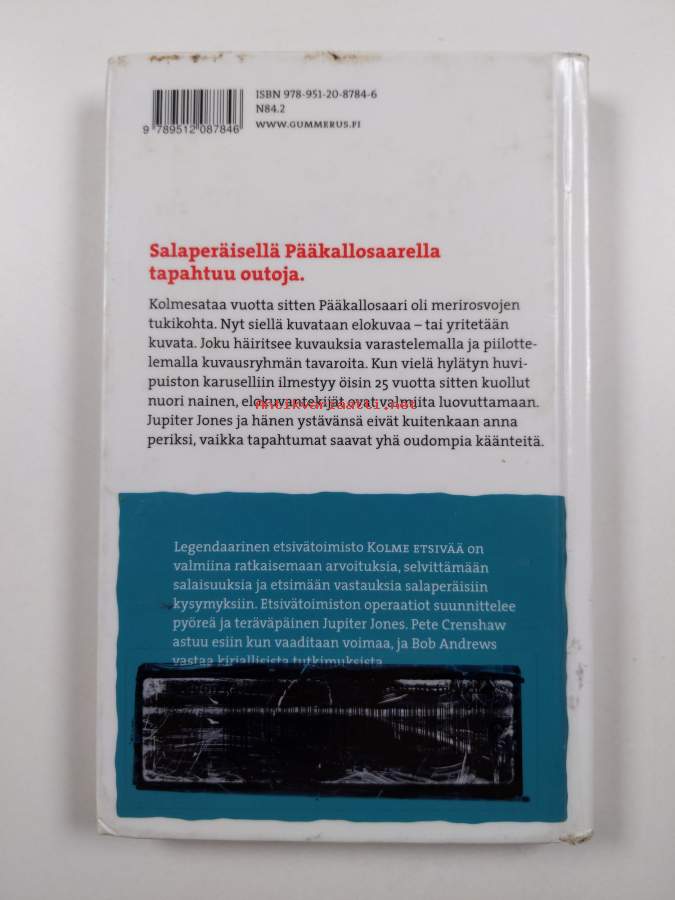 ISBN 978-951-20-8784-6
N84.2
WWW.GUMMERUS.FI
9 789512 087846
Salaperäisellä Pääkallosaarella
tapahtuu outoja.
Kolmesataa vuotta sitten Pääkallosaari oli merirosvojen
tukikohta. Nyt siellä kuvataan elokuvaa – tai yritetään
kuvata. Joku häiritsee kuvauksia varastelemalla ja piilotte-
lemalla kuvausryhmän tavaroita. Kun vielä hylätyn huvi-
puiston karuselliin ilmestyy öisin 25 vuotta sitten kuollut
nuori nainen, elokuvantekijät ovat valmiita luovuttamaan.
Antikvariaatti.net
Jupiter Jones ja hänen ystävänsä eivät kuitenkaan anna
periksi, vaikka tapahtumat saavat yhä oudompia käänteitä.
Legendaarinen etsivätoimisto KOLME ETSIVÄÄ on
valmiina ratkaisemaan arvoituksia, selvittämään
salaisuuksia ja etsimään vastauksia salaperäisiin
kysymyksiin. Etsivätoimiston operaatiot suunnittelee
pyöreä ja teräväpäinen Jupiter Jones. Pete Crenshaw
astuu esiin kun vaaditaan voimaa, ja Bob Andrews
vastaa kirjallisista tutkimuksista.